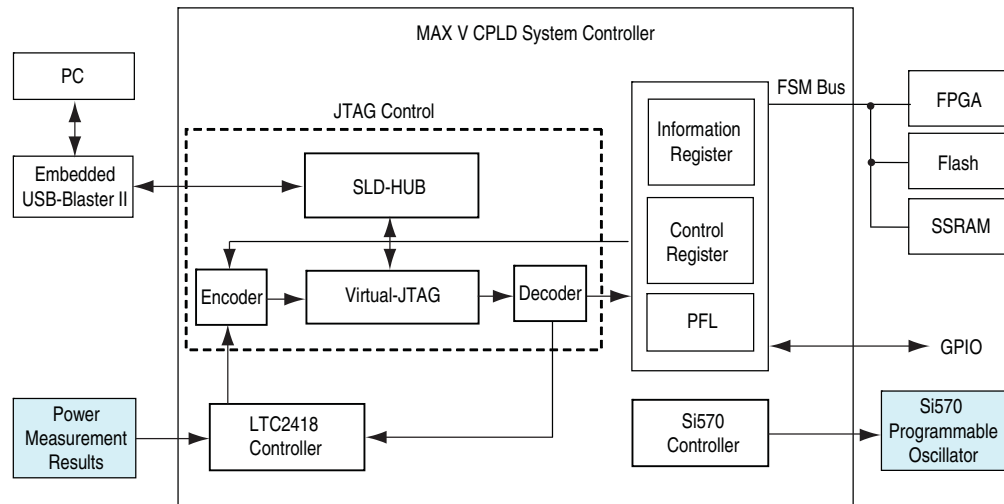 MAX V CPLD System Controller
PC
Embedded
USB-Blaster II
JTAG Control
SLD-HUB
Encoder
Virtual-JTAG
Decoder
Information
Register
Control
Register
PFL
FSM Bus
FPGA
Flash
SSRAM
GPIO
Power
Measurement
Results
LTC2418
Controller
Si570
Controller
Si570
Programmable
Oscillator